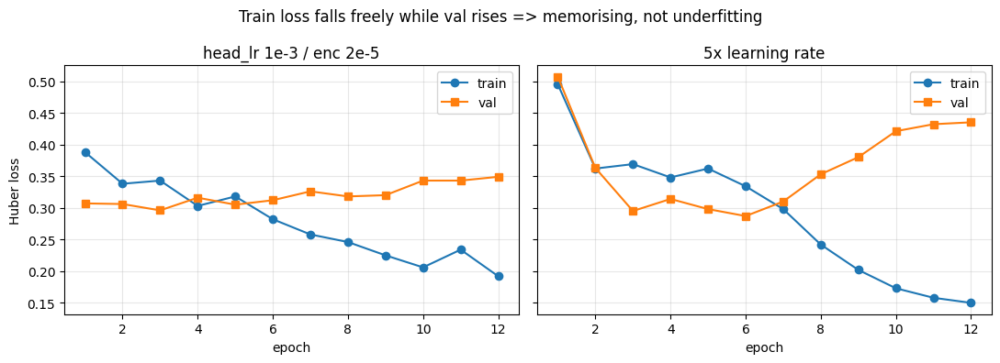 Train loss falls freely while val rises => memorising, not underfitting
head_lr 1e-3 / enc 2e-5
5x learning rate
train
val
train
val
Huber loss
0.50
0.45
0.40
0.35
0.30
0.25
0.20
0.15
2 4 6 8 10 12
2 4 6 8 10 12
epoch
epoch